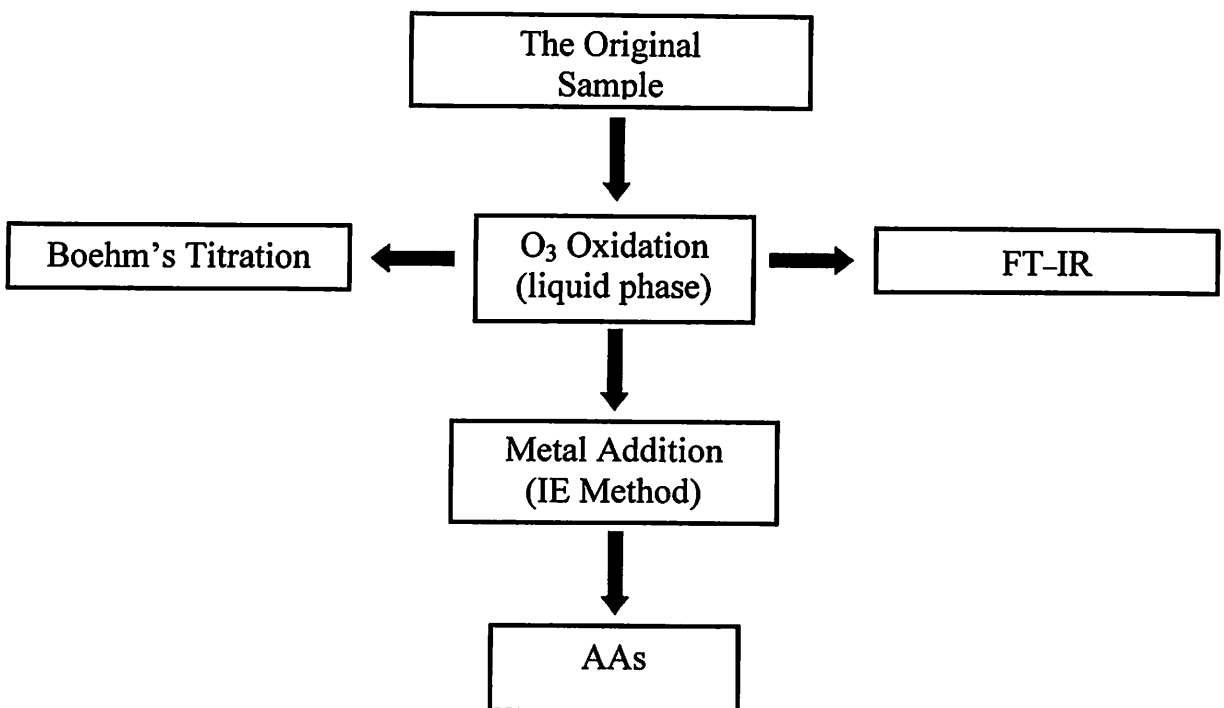 The Original
Sample
Boehm's Titration
O₃ Oxidation
(liquid phase)
FT–IR
Metal Addition
(IE Method)
AAs